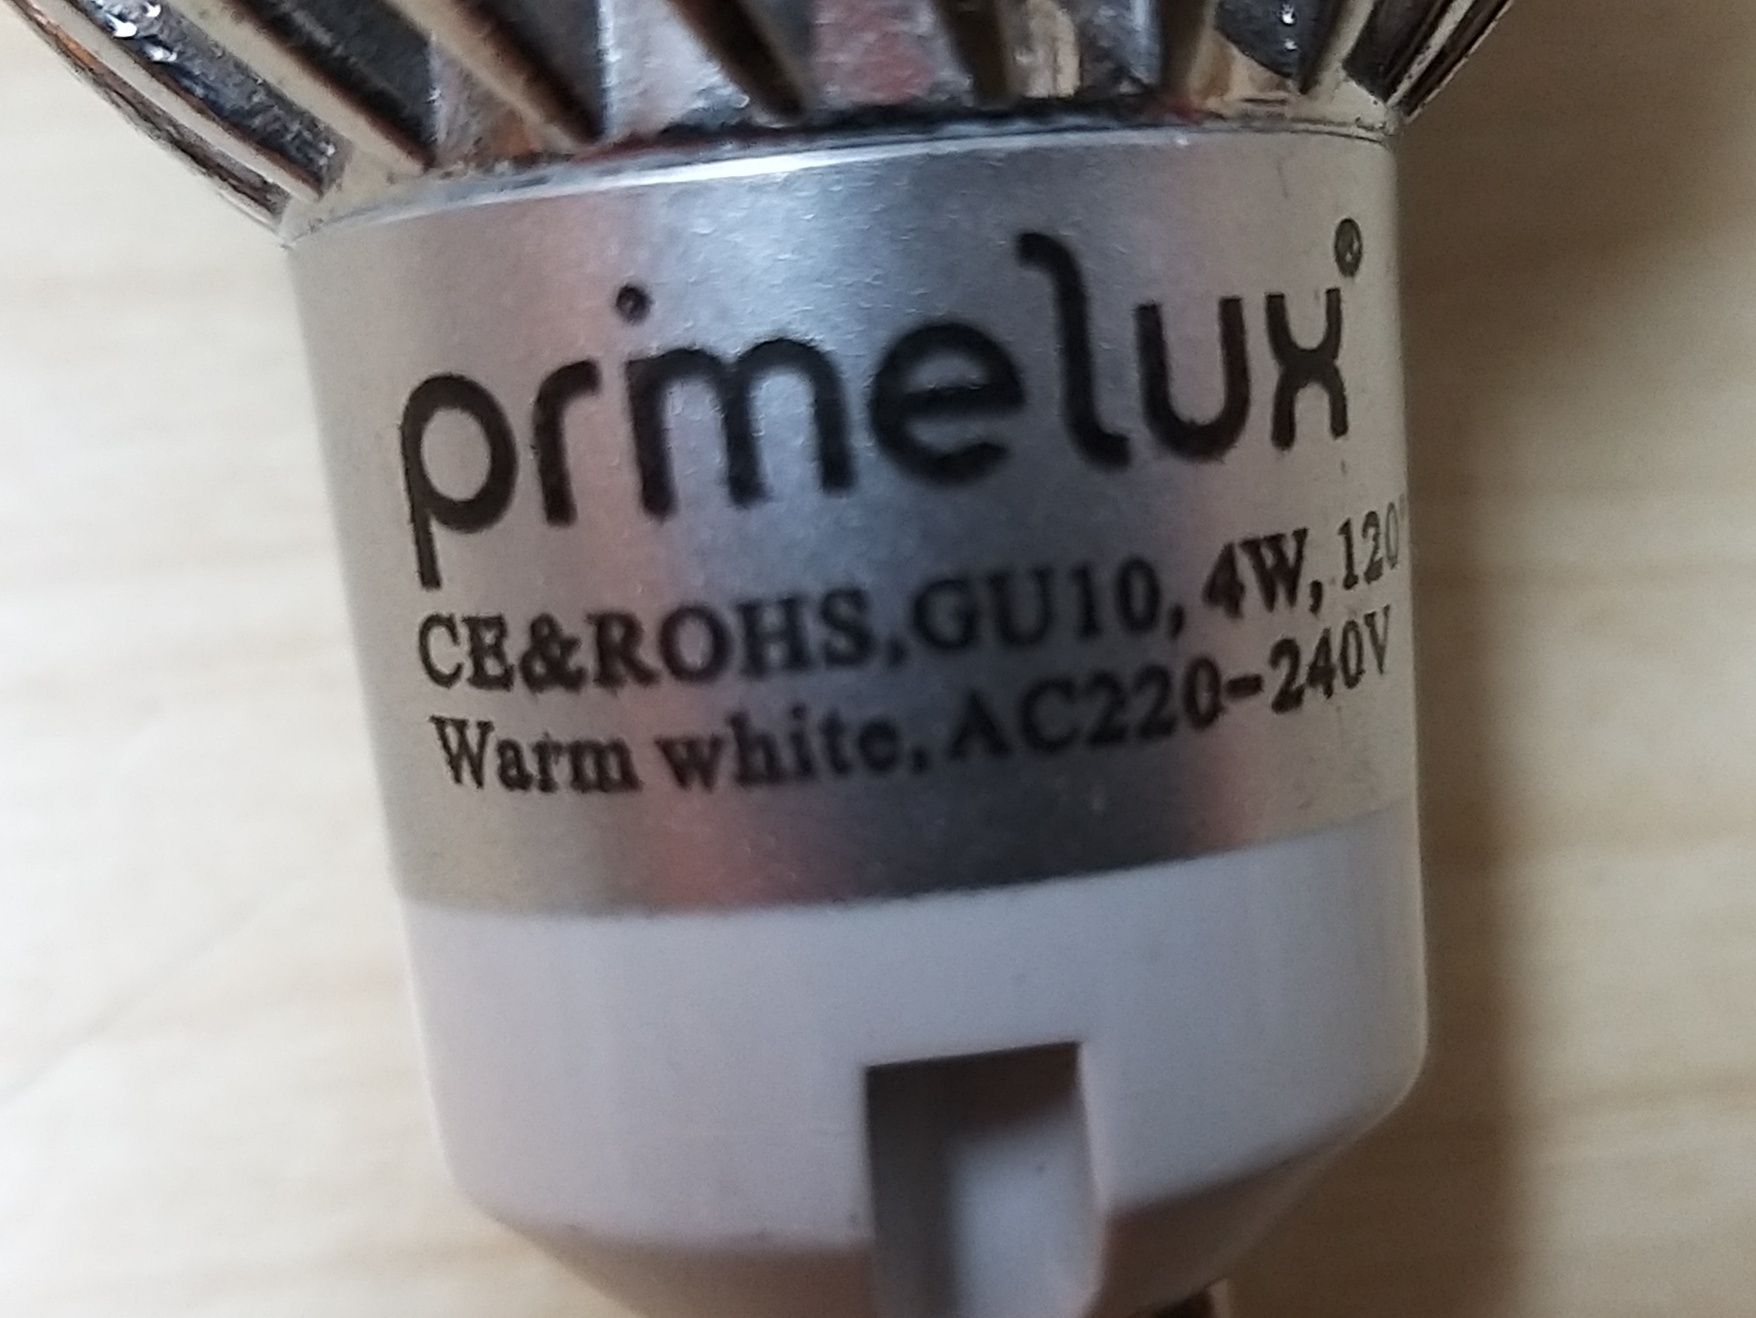 primelux®
CE&ROHS,GU10, 4W, 120°
Warm white, AC220-240V